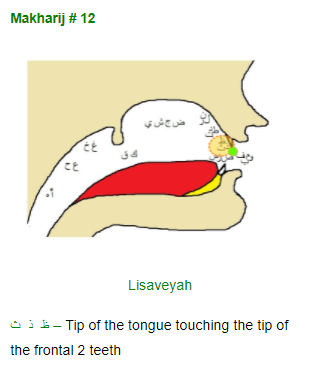 Makharij # 12
غ خ
ض ج ش ي
ع ح
ق ك
أ ه
Lisaveyah
ظ ذ ث – Tip of the tongue touching the tip of
the frontal 2 teeth